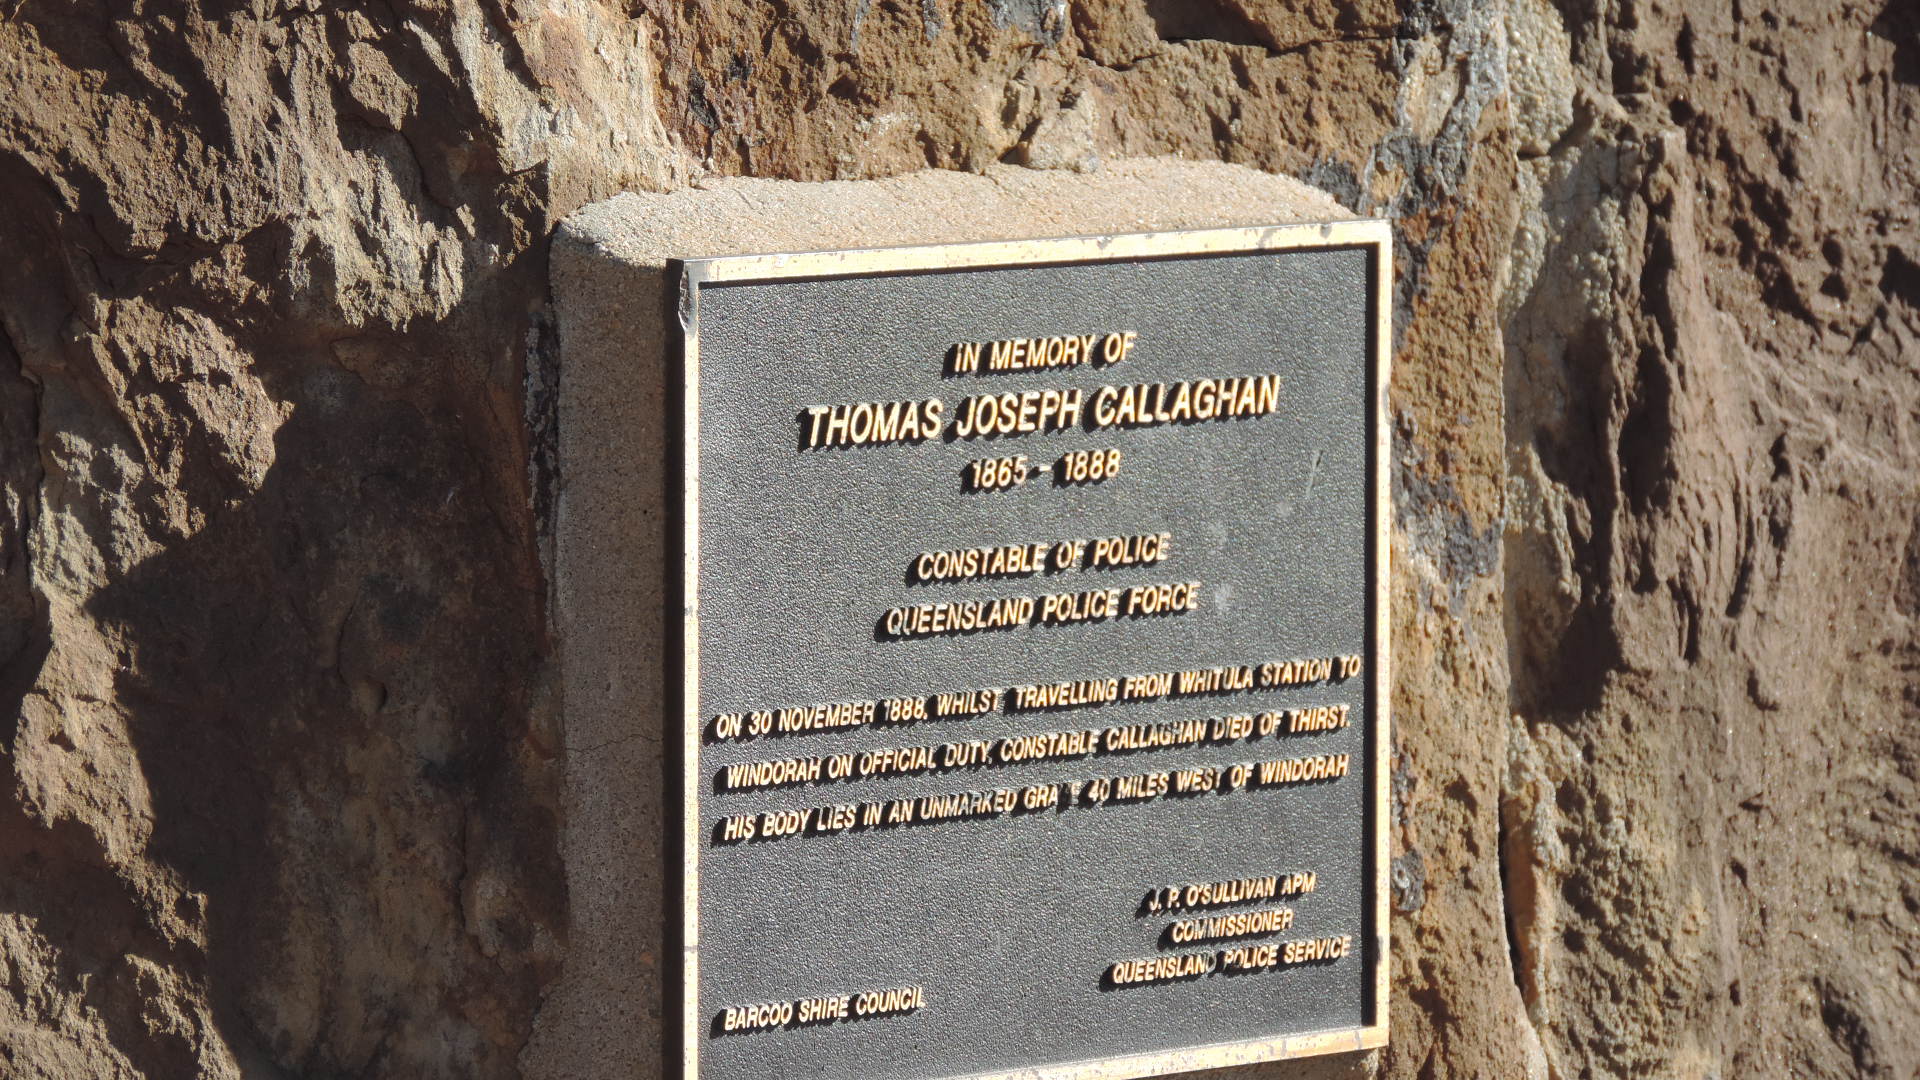 IN MEMORY OF
THOMAS JOSEPH CALLAGHAN
1865 - 1888
CONSTABLE OF POLICE
QUEENSLAND POLICE FORCE
ON 30 NOVEMBER 1888, WHILST TRAVELLING FROM WHITULA STATION TO
WINDORAH ON OFFICIAL DUTY, CONSTABLE CALLAGHAN DIED OF THIRST.
HIS BODY LIES IN AN UNMARKED GRAVE 40 MILES WEST OF WINDORAH
J. P. O'SULLIVAN APM
COMMISSIONER
QUEENSLAND POLICE SERVICE
BARCOO SHIRE COUNCIL